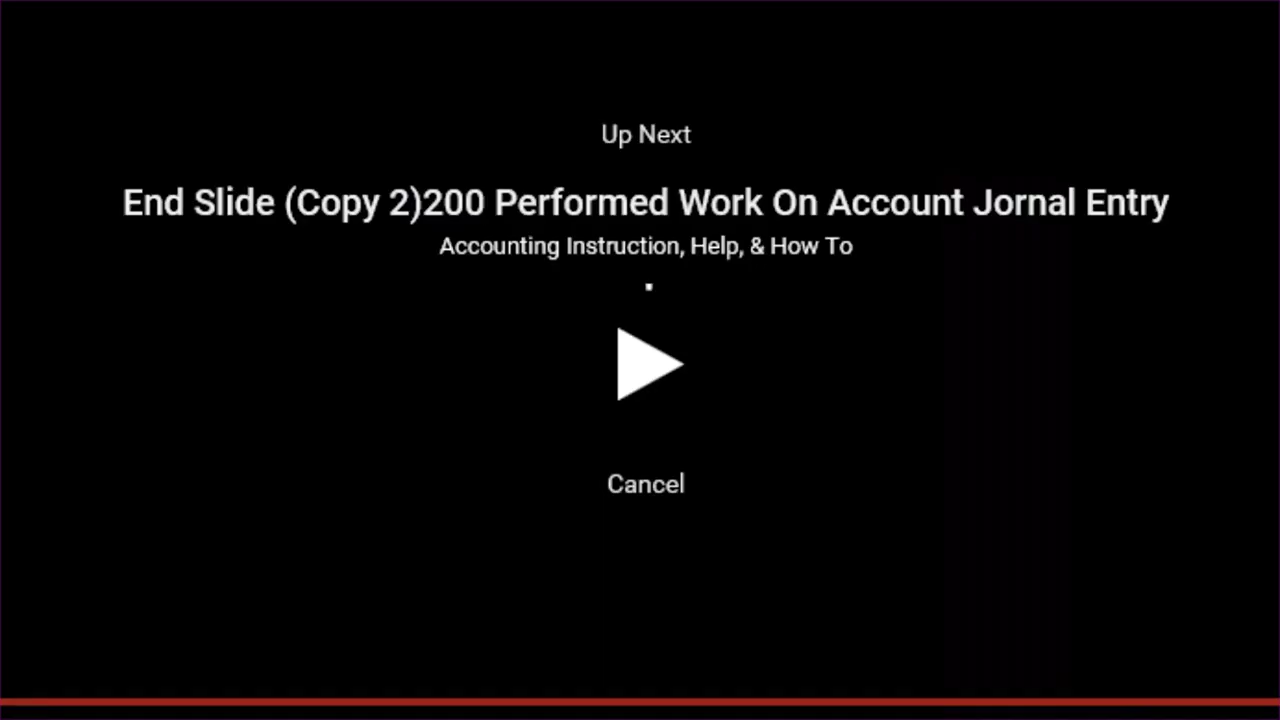 Up Next
End Slide (Copy 2)200 Performed Work On Account Jornal Entry
Accounting Instruction, Help, & How To
Cancel